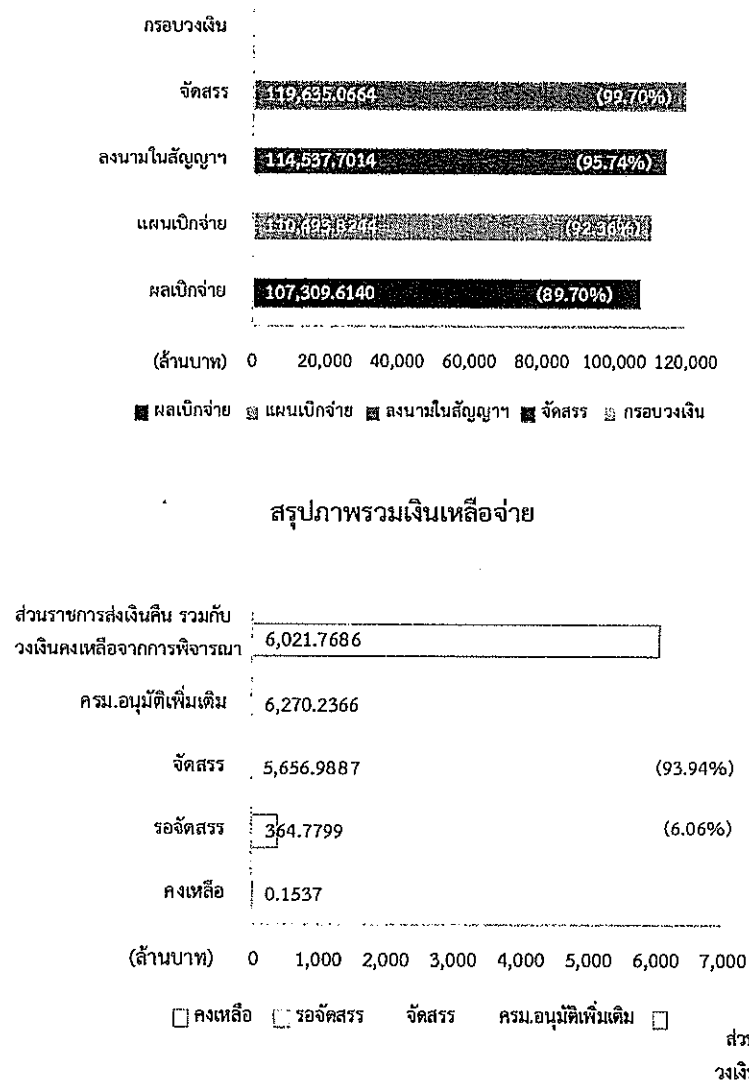 กรอบวงเงิน
จัดสรร 119,635.0664 (99.70%)
ลงนามในสัญญาฯ 114,537.7014 (95.74%)
แผนเบิกจ่าย 110,493.8244 (92.36%)
ผลเบิกจ่าย 107,309.6140 (89.70%)
(ล้านบาท) 0 20,000 40,000 60,000 80,000 100,000 120,000
ผลเบิกจ่าย แผนเบิกจ่าย ลงนามในสัญญาฯ จัดสรร กรอบวงเงิน
สรุปภาพรวมเงินเหลือจ่าย
ส่วนราชการส่งเงินคืน รวมกับ
วงเงินคงเหลือจากการพิจารณา 6,021.7686
ครม.อนุมัติเพิ่มเติม 6,270.2366
จัดสรร 5,656.9887 (93.94%)
รอจัดสรร 364.7799 (6.06%)
คงเหลือ 0.1537
(ล้านบาท) 0 1,000 2,000 3,000 4,000 5,000 6,000 7,000
คงเหลือ รอจัดสรร จัดสรร ครม.อนุมัติเพิ่มเติม